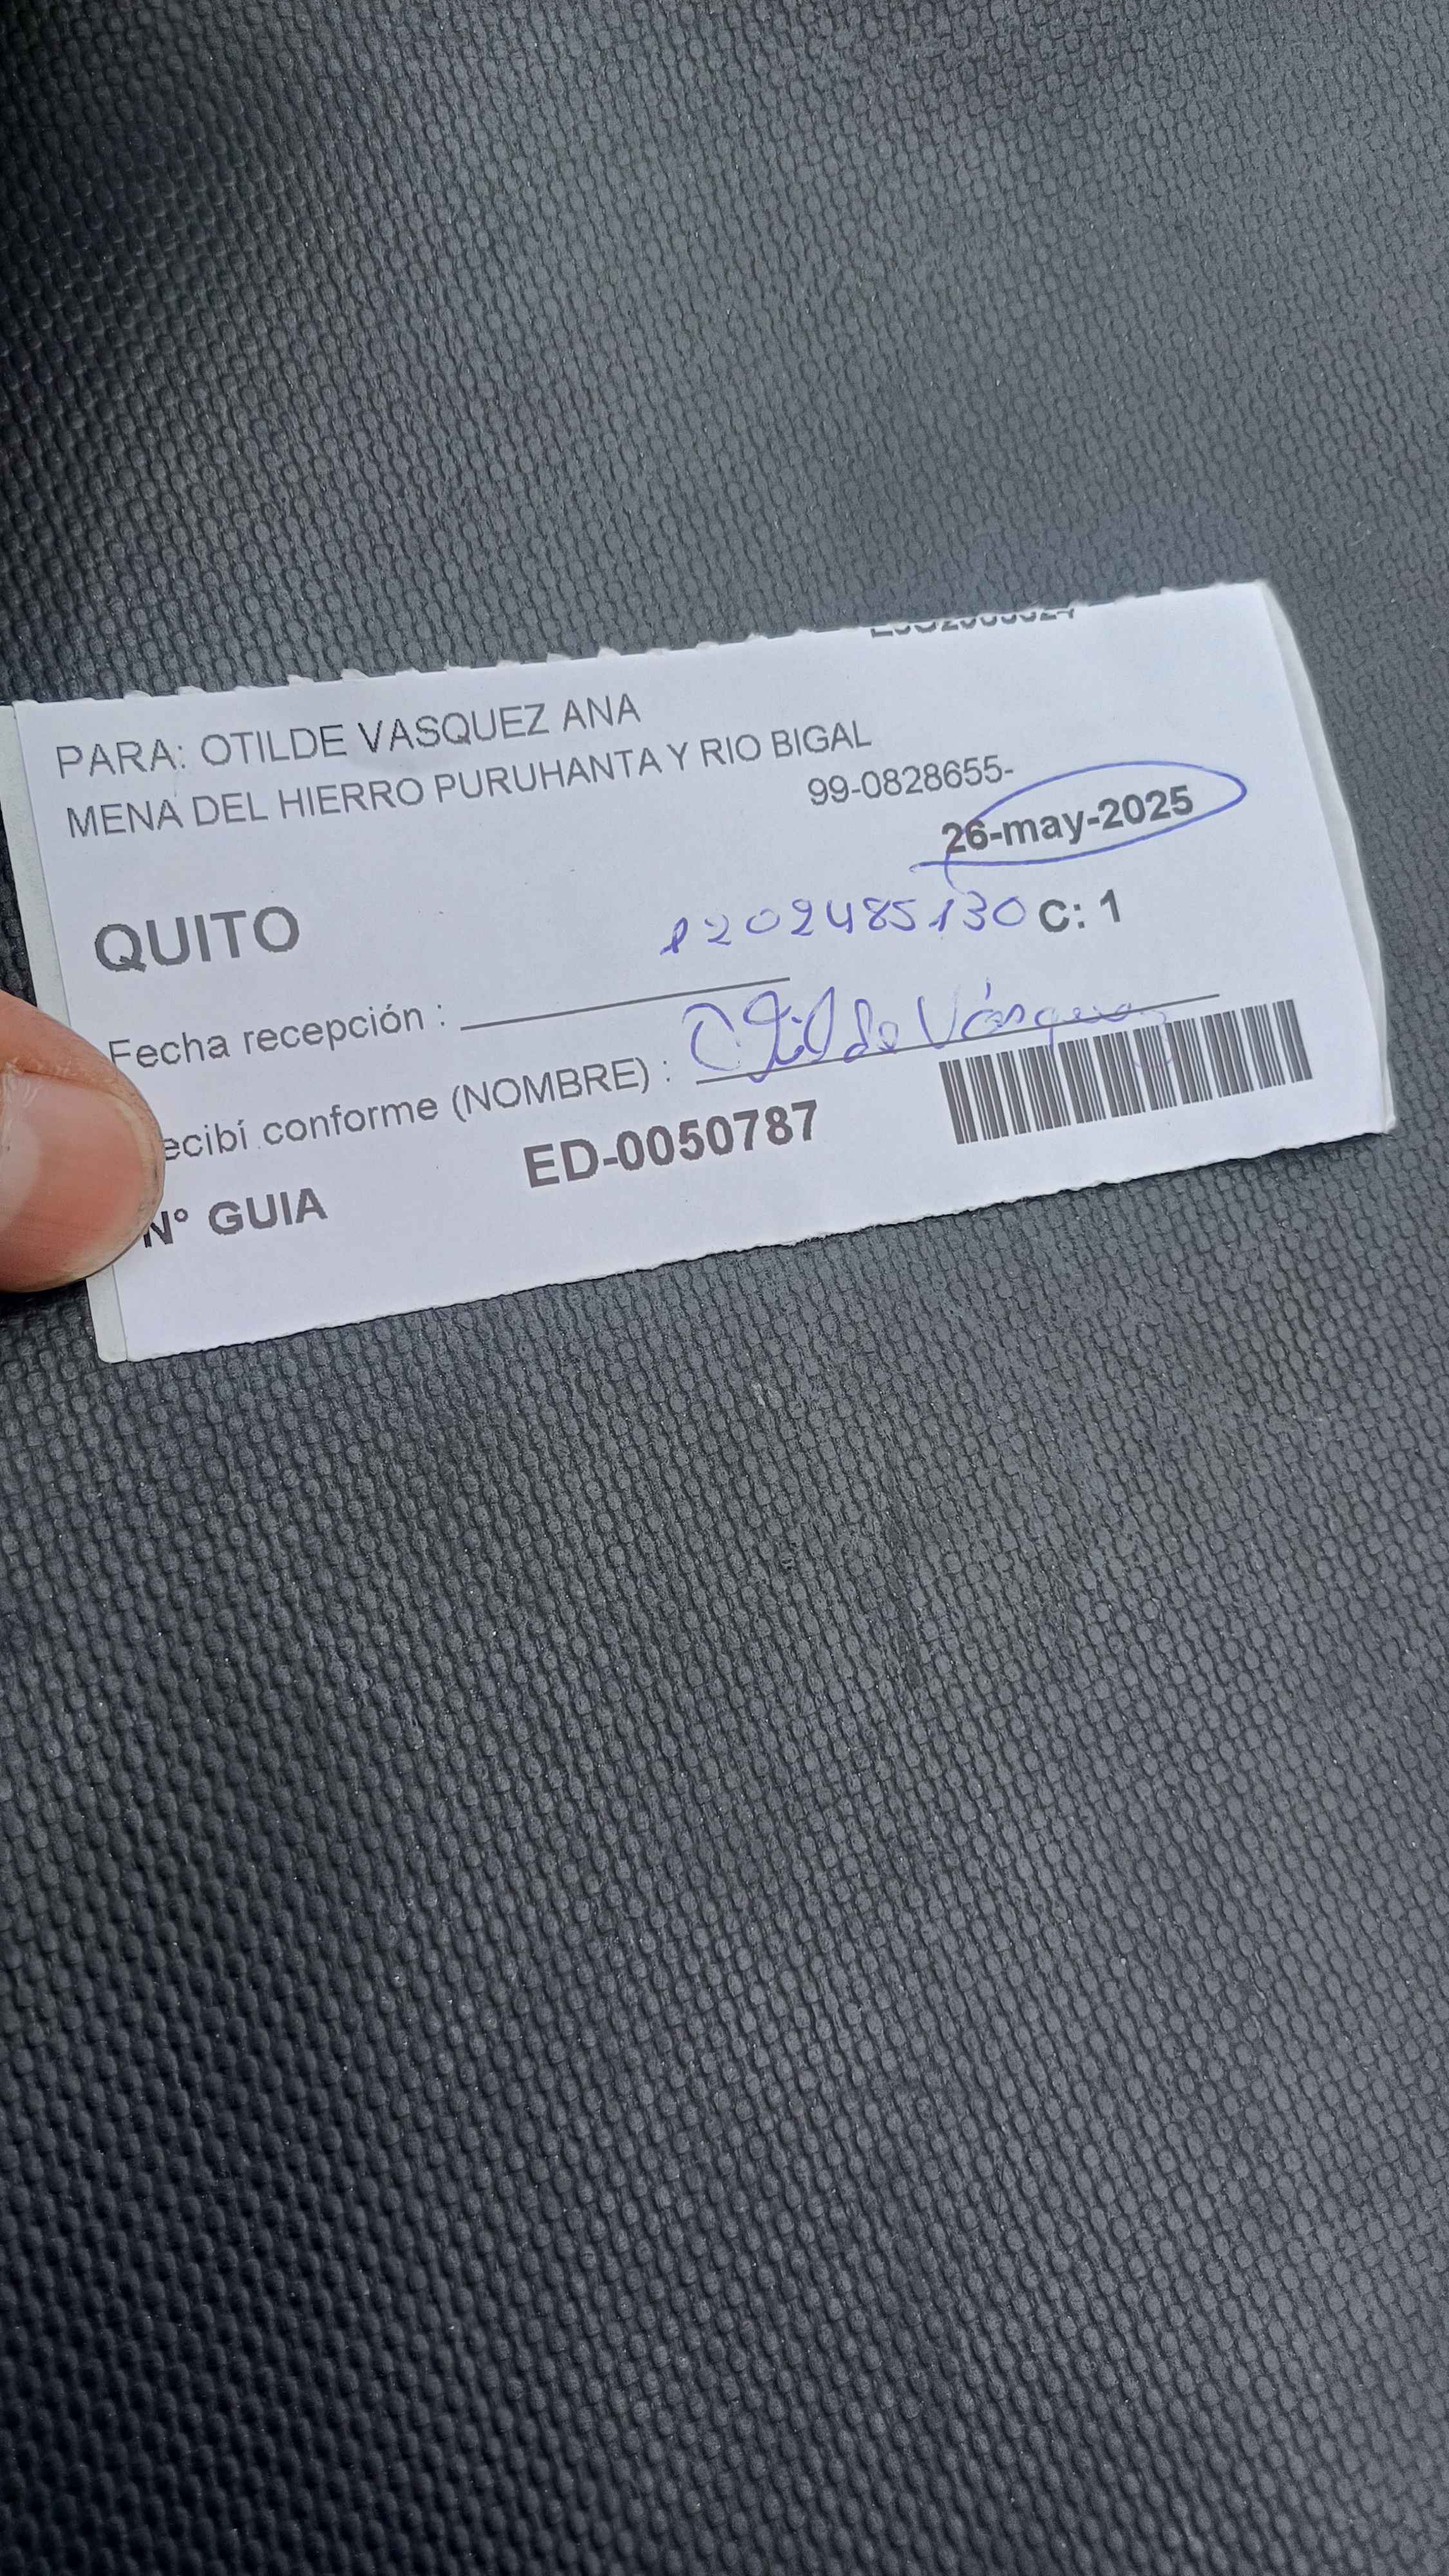 PARA: OTILDE VASQUEZ ANA
MENA DEL HIERRO PURUHANTA Y RIO BIGAL
99-0828655-
26-may-2025
QUITO
1202485130 C: 1
Fecha recepción :
ecibí conforme (NOMBRE) : Otilde Vásquez
N° GUIA ED-0050787